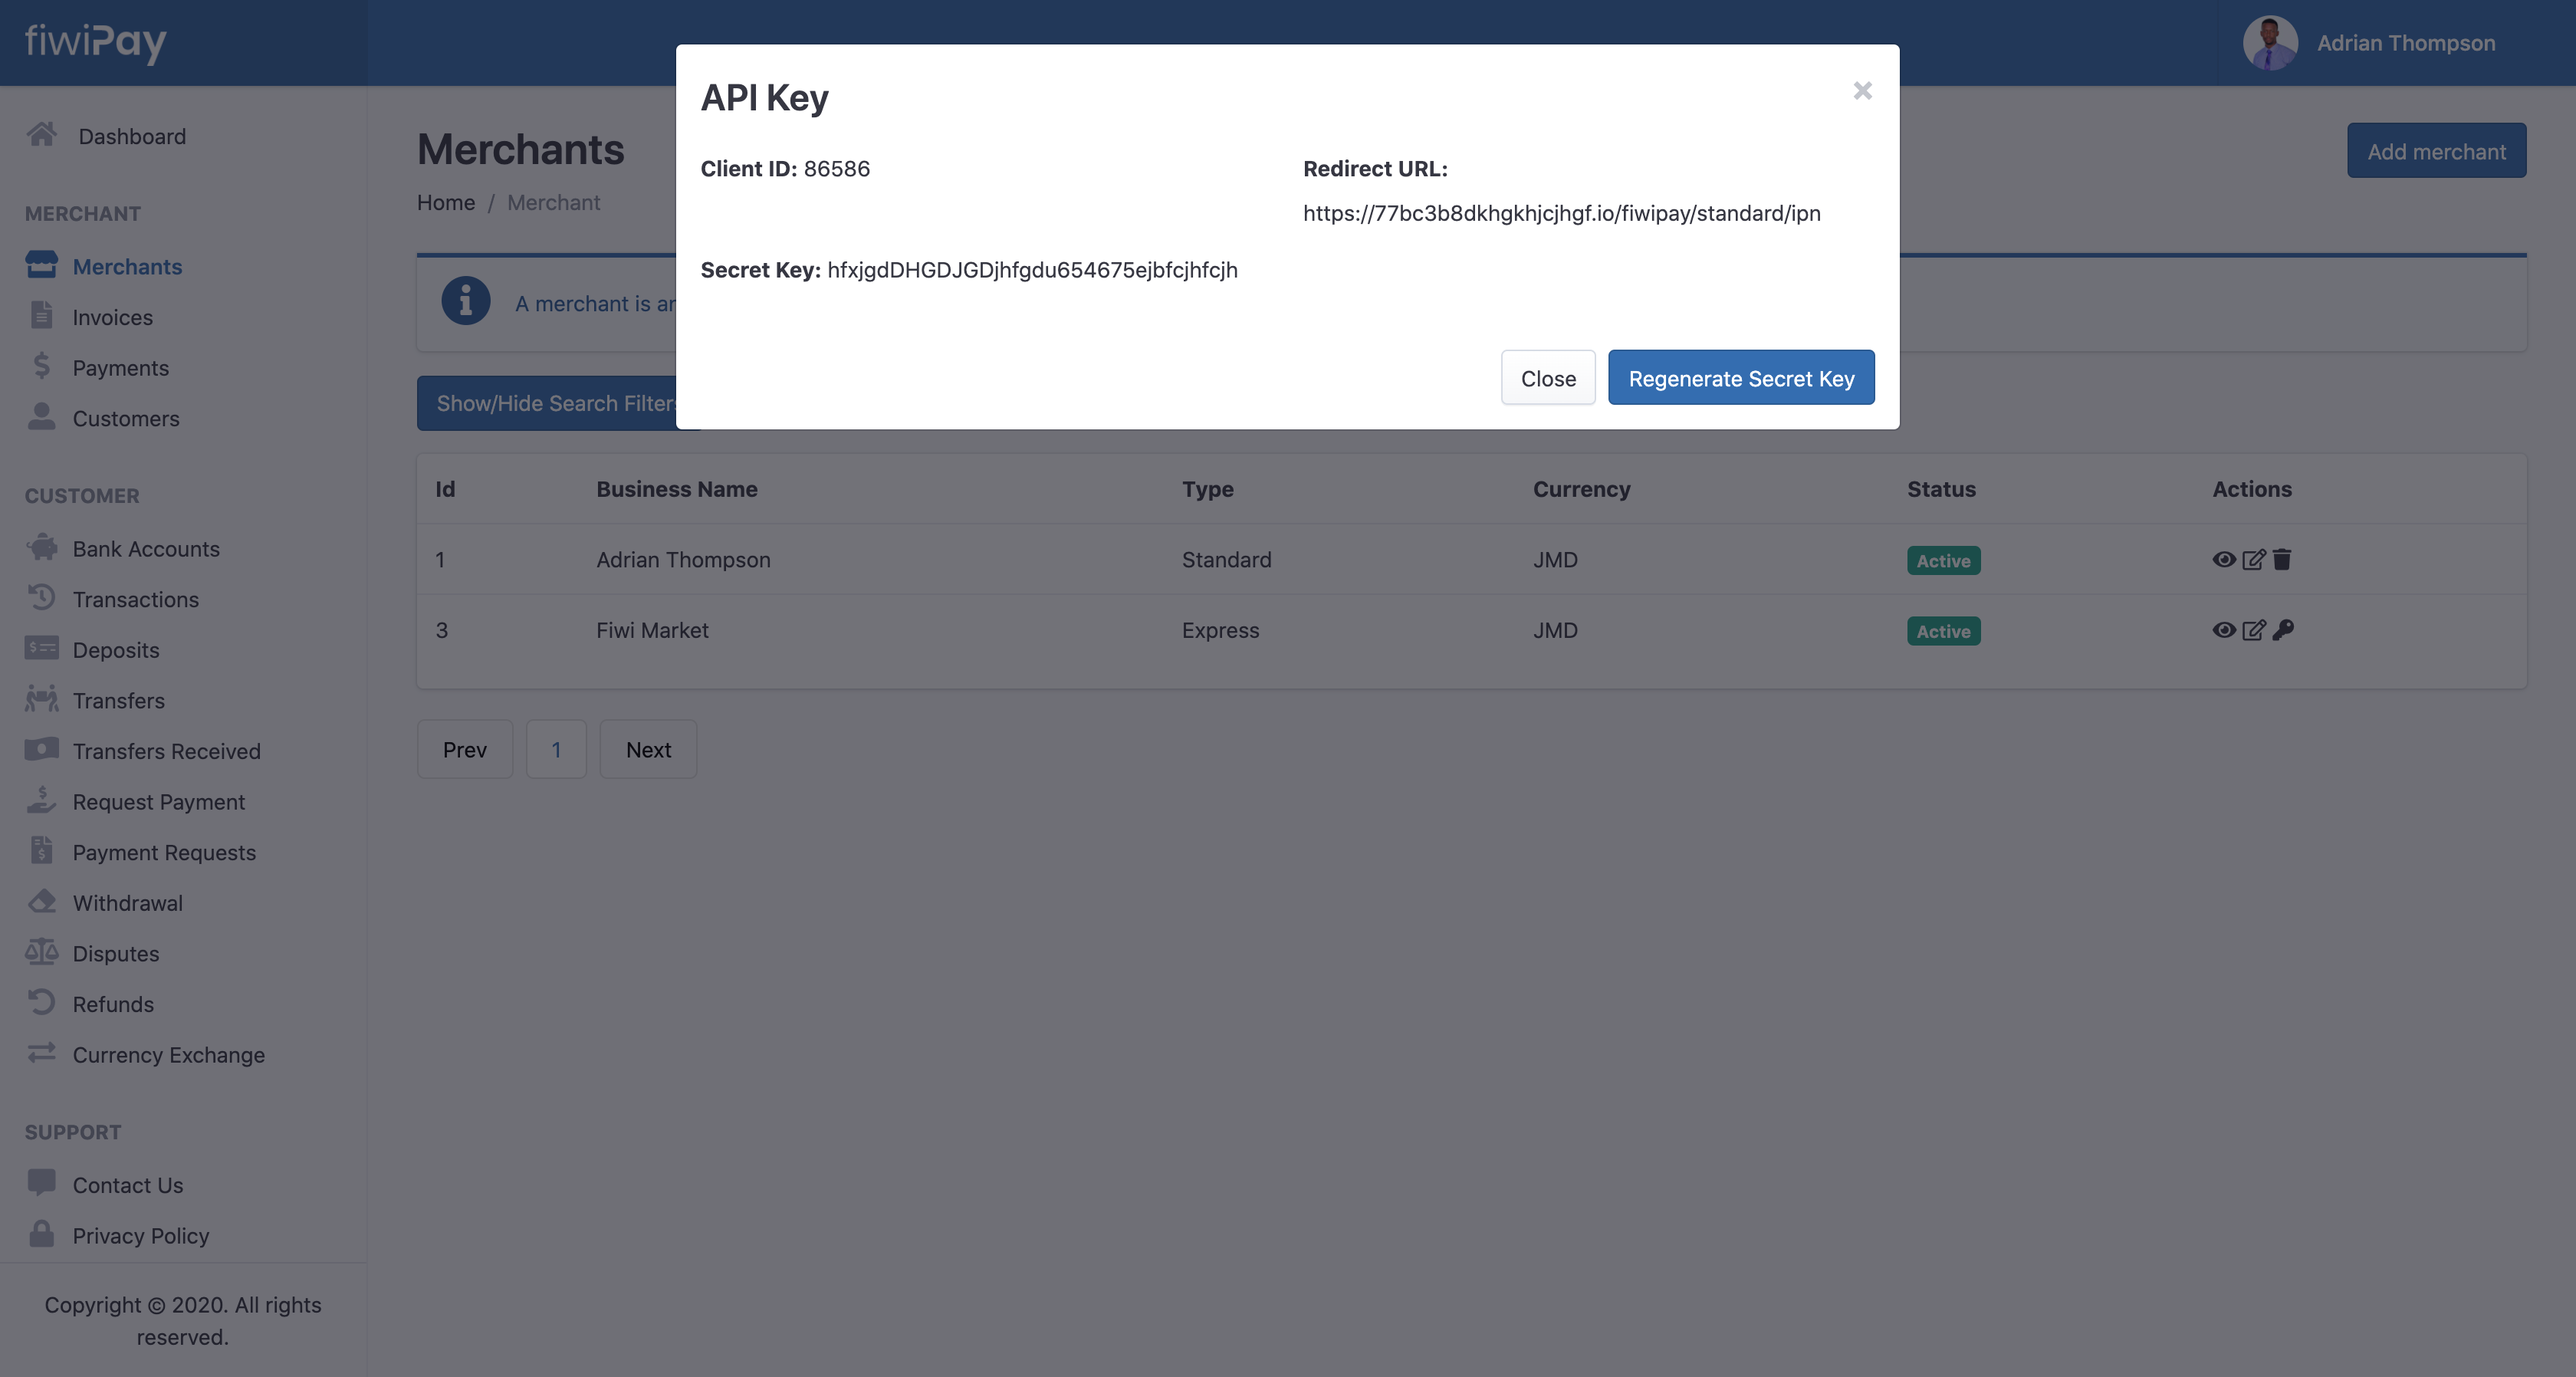 fiwiPay
Adrian Thompson
Dashboard
MERCHANT
Merchants
Invoices
Payments
Customers
CUSTOMER
Bank Accounts
Transactions
Deposits
Transfers
Transfers Received
Request Payment
Payment Requests
Withdrawal
Disputes
Refunds
Currency Exchange
SUPPORT
Contact Us
Privacy Policy
Copyright © 2020. All rights
reserved.
Merchants
Add merchant
Home / Merchant
A merchant is
Show/Hide Search Filters
API Key
×
Client ID: 86586
Redirect URL:
https://77bc3b8dkhgkhjcjhgf.io/fiwipay/standard/ipn
Secret Key: hfxjgdDHGDJGDjhfgdu654675ejbfcjhfcjh
Close
Regenerate Secret Key
Id Business Name Type Currency Status Actions
1 Adrian Thompson Standard JMD Active
3 Fiwi Market Express JMD Active
Prev 1 Next